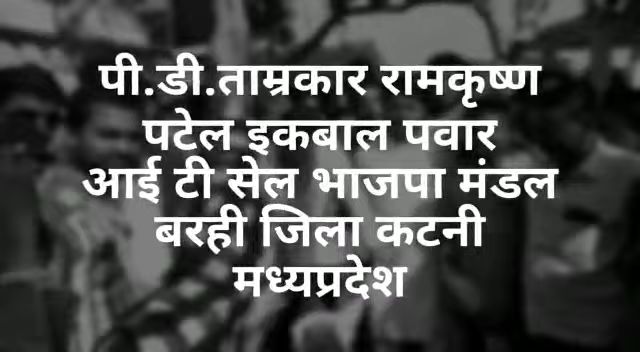 पी.डी.ताम्रकार रामकृष्ण
पटेल इकबाल पवार
आई टी सेल भाजपा मंडल
बरही जिला कटनी
मध्यप्रदेश